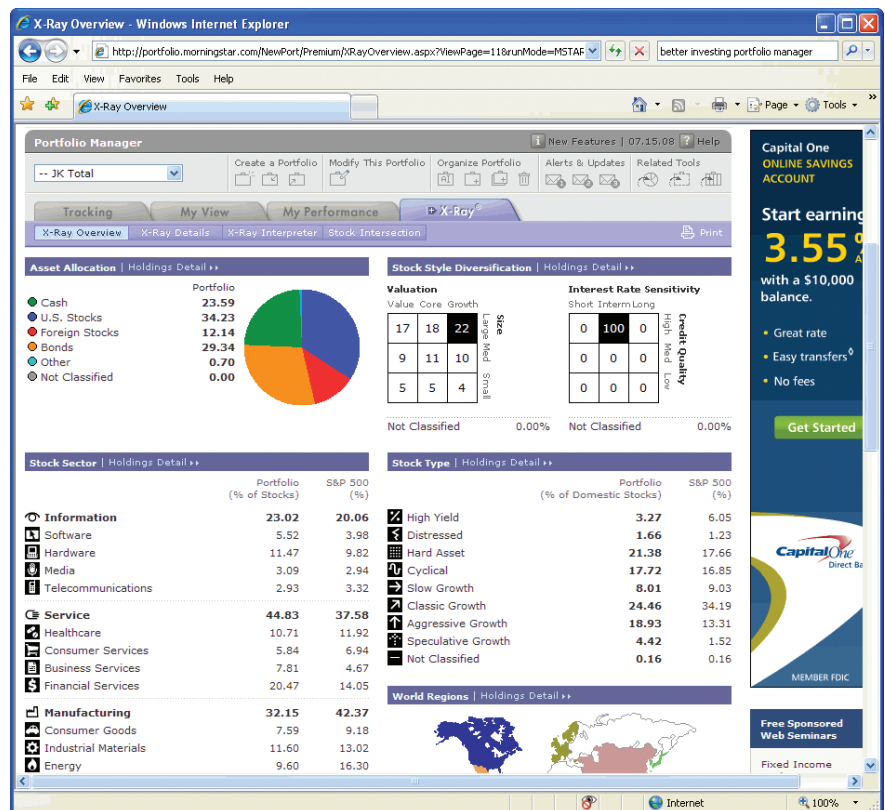 X-Ray Overview - Windows Internet Explorer
http://portfolio.morningstar.com/NewPort/Premium/XRayOverview.aspx?ViewPage=11&runMode=MSTAR
better investing portfolio manager
File Edit View Favorites Tools Help
X-Ray Overview
Page Tools
Portfolio Manager
New Features | 07.15.08 ? Help
-- JK Total
Create a Portfolio Modify This Portfolio Organize Portfolio Alerts & Updates Related Tools
Tracking My View My Performance X-Ray®
X-Ray Overview X-Ray Details X-Ray Interpreter Stock Intersection Print
Asset Allocation | Holdings Detail
Portfolio
Cash 23.59
U.S. Stocks 34.23
Foreign Stocks 12.14
Bonds 29.34
Other 0.70
Not Classified 0.00
Stock Style Diversification | Holdings Detail
Valuation
Value Core Growth
17 18 22
9 11 10
5 5 4
Large Med Small
Size
Not Classified 0.00%
Interest Rate Sensitivity
Short Interm Long
0 100 0
0 0 0
0 0 0
High Med Low
Credit Quality
Not Classified 0.00%
Stock Sector | Holdings Detail
Portfolio S&P 500
(% of Stocks) (%)
Information 23.02 20.06
Software 5.52 3.98
Hardware 11.47 9.82
Media 3.09 2.94
Telecommunications 2.93 3.32
Service 44.83 37.58
Healthcare 10.71 11.92
Consumer Services 5.84 6.94
Business Services 7.81 4.67
Financial Services 20.47 14.05
Manufacturing 32.15 42.37
Consumer Goods 7.59 9.18
Industrial Materials 11.60 13.02
Energy 9.60 16.30
Stock Type | Holdings Detail
Portfolio S&P 500
(% of Domestic Stocks) (%)
High Yield 3.27 6.05
Distressed 1.66 1.23
Hard Asset 21.38 17.66
Cyclical 17.72 16.85
Slow Growth 8.01 9.03
Classic Growth 24.46 34.19
Aggressive Growth 18.93 13.31
Speculative Growth 4.42 1.52
Not Classified 0.16 0.16
World Regions | Holdings Detail
Capital One
ONLINE SAVINGS
ACCOUNT
Start earning
3.55%
with a $10,000
balance.
• Great rate
• Easy transfers◊
• No fees
Get Started
CapitalOne
Direct Ba
MEMBER FDIC
Free Sponsored
Web Seminars
Fixed Income
Internet 100%